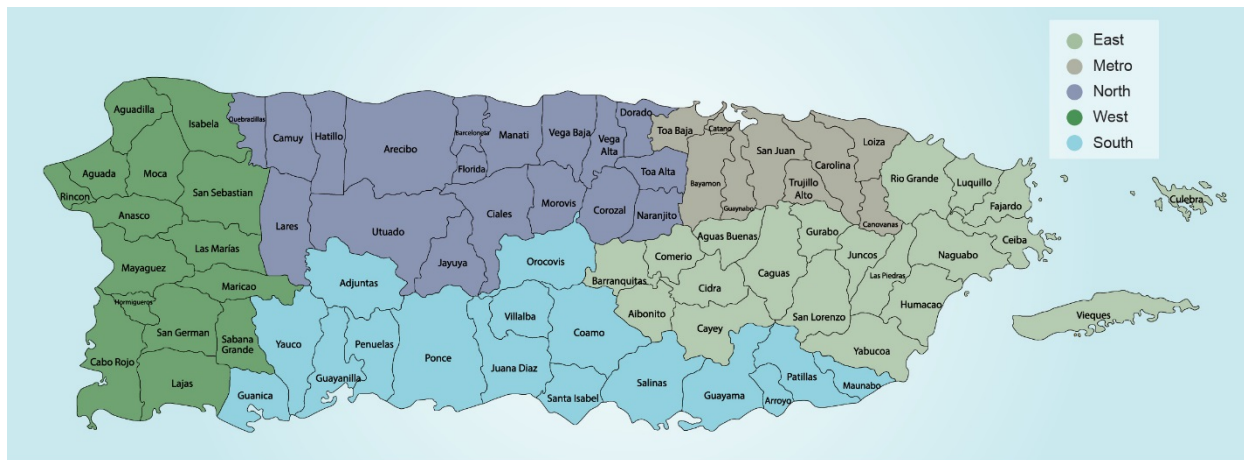 East
Metro
North
West
South
Aguadilla
Isabela
Quebradillas
Camuy
Hatillo
Arecibo
Barceloneta
Manati
Vega Baja
Vega
Alta
Dorado
Toa Baja
Catano
San Juan
Carolina
Loiza
Rio Grande
Luquillo
Fajardo
Culebra
Aguada
Moca
San Sebastian
Rincon
Anasco
Lares
Utuado
Florida
Ciales
Morovis
Corozal
Toa Alta
Naranjito
Bayamon
Guaynabo
Trujillo
Alto
Canovanas
Ceiba
Naguabo
Las Marías
Mayaguez
Maricao
Adjuntas
Jayuya
Orocovis
Barranquitas
Comerio
Aguas Buenas
Cidra
Caguas
Gurabo
Juncos
Las Piedras
Humacao
Vieques
Hormigueros
San German
Sabana
Grande
Cabo Rojo
Lajas
Yauco
Guanica
Guayanilla
Penuelas
Ponce
Villalba
Juana Diaz
Coamo
Santa Isabel
Aibonito
Cayey
San Lorenzo
Yabucoa
Salinas
Guayama
Arroyo
Patillas
Maunabo